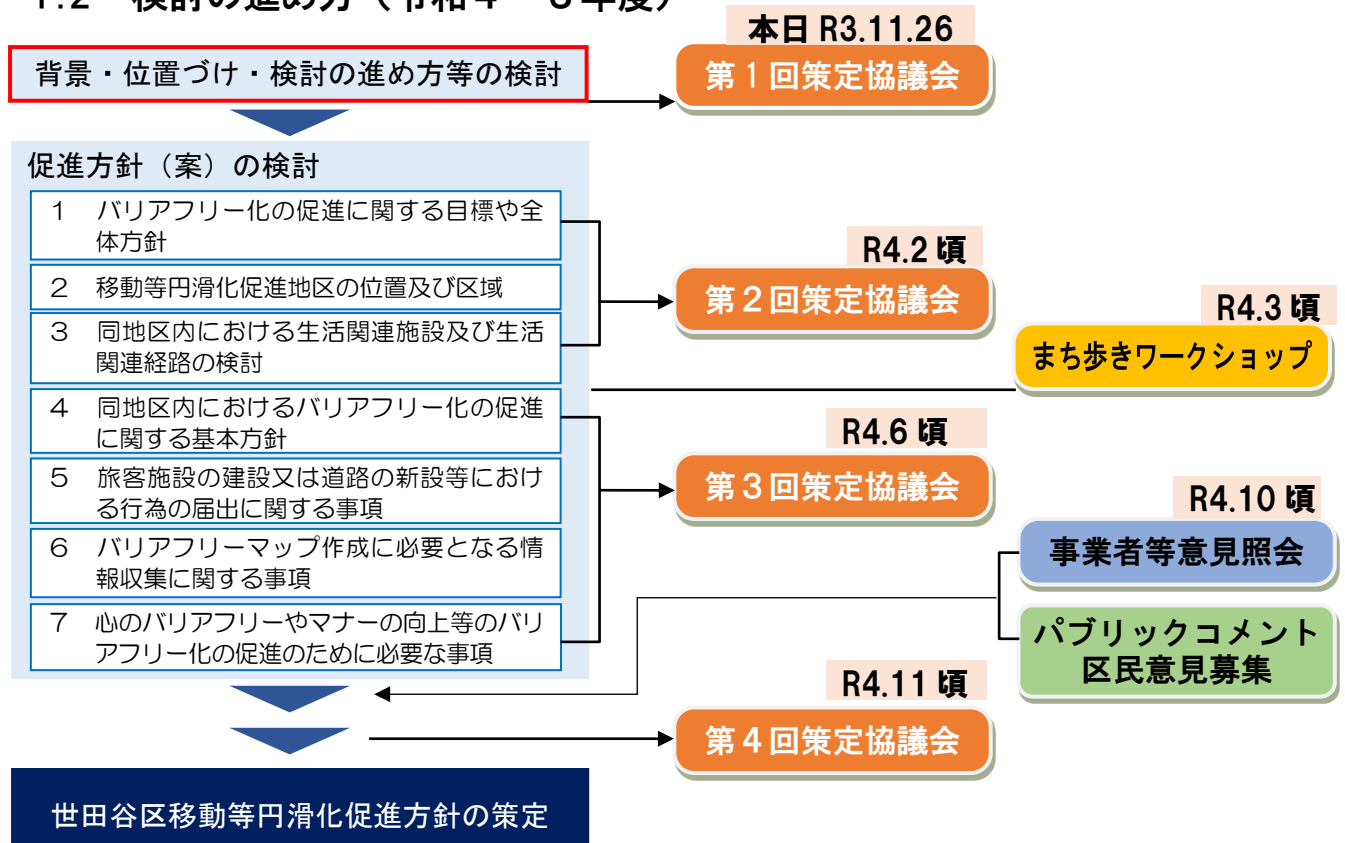 1.2 検討の進め方(令和4
年度)
本日 R3.11.26
背景・位置づけ・検討の進め方等の検討
第1回策定協議会
促進方針(案)の検討
1 バリアフリー化の促進に関する目標や全
体方針
2 移動等円滑化促進地区の位置及び区域
3 同地区内における生活関連施設及び生活
関連経路の検討
R4.2 頃
第2回策定協議会
R4.3 頃
まち歩きワークショップ
4 同地区内におけるバリアフリー化の促進
に関する基本方針
5 旅客施設の建設又は道路の新設等におけ
る行為の届出に関する事項
6 バリアフリーマップ作成に必要となる情
報収集に関する事項
7 心のバリアフリーやマナーの向上等のバリ
アフリー化の促進のために必要な事項
R4.6 頃
第3回策定協議会
R4.10 頃
事業者等意見照会
パブリックコメント
区民意見募集
R4.11 頃
第4回策定協議会
世田谷区移動等円滑化促進方針の策定